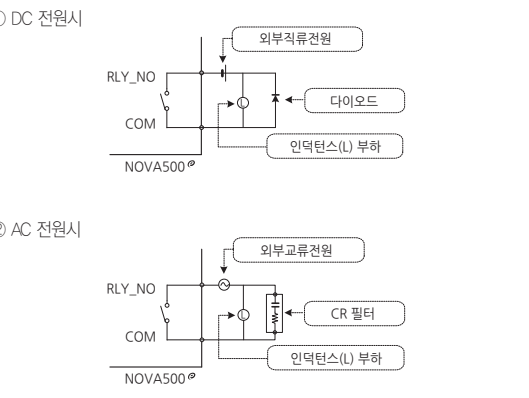 ① DC 전원시
외부직류전원
RLY_NO
다이오드
COM
인덕턴스(L) 부하
NOVA500 e
② AC 전원시
외부교류전원
RLY_NO
L
CR 필터
COM
인덕턴스(L) 부하
NOVA500 e